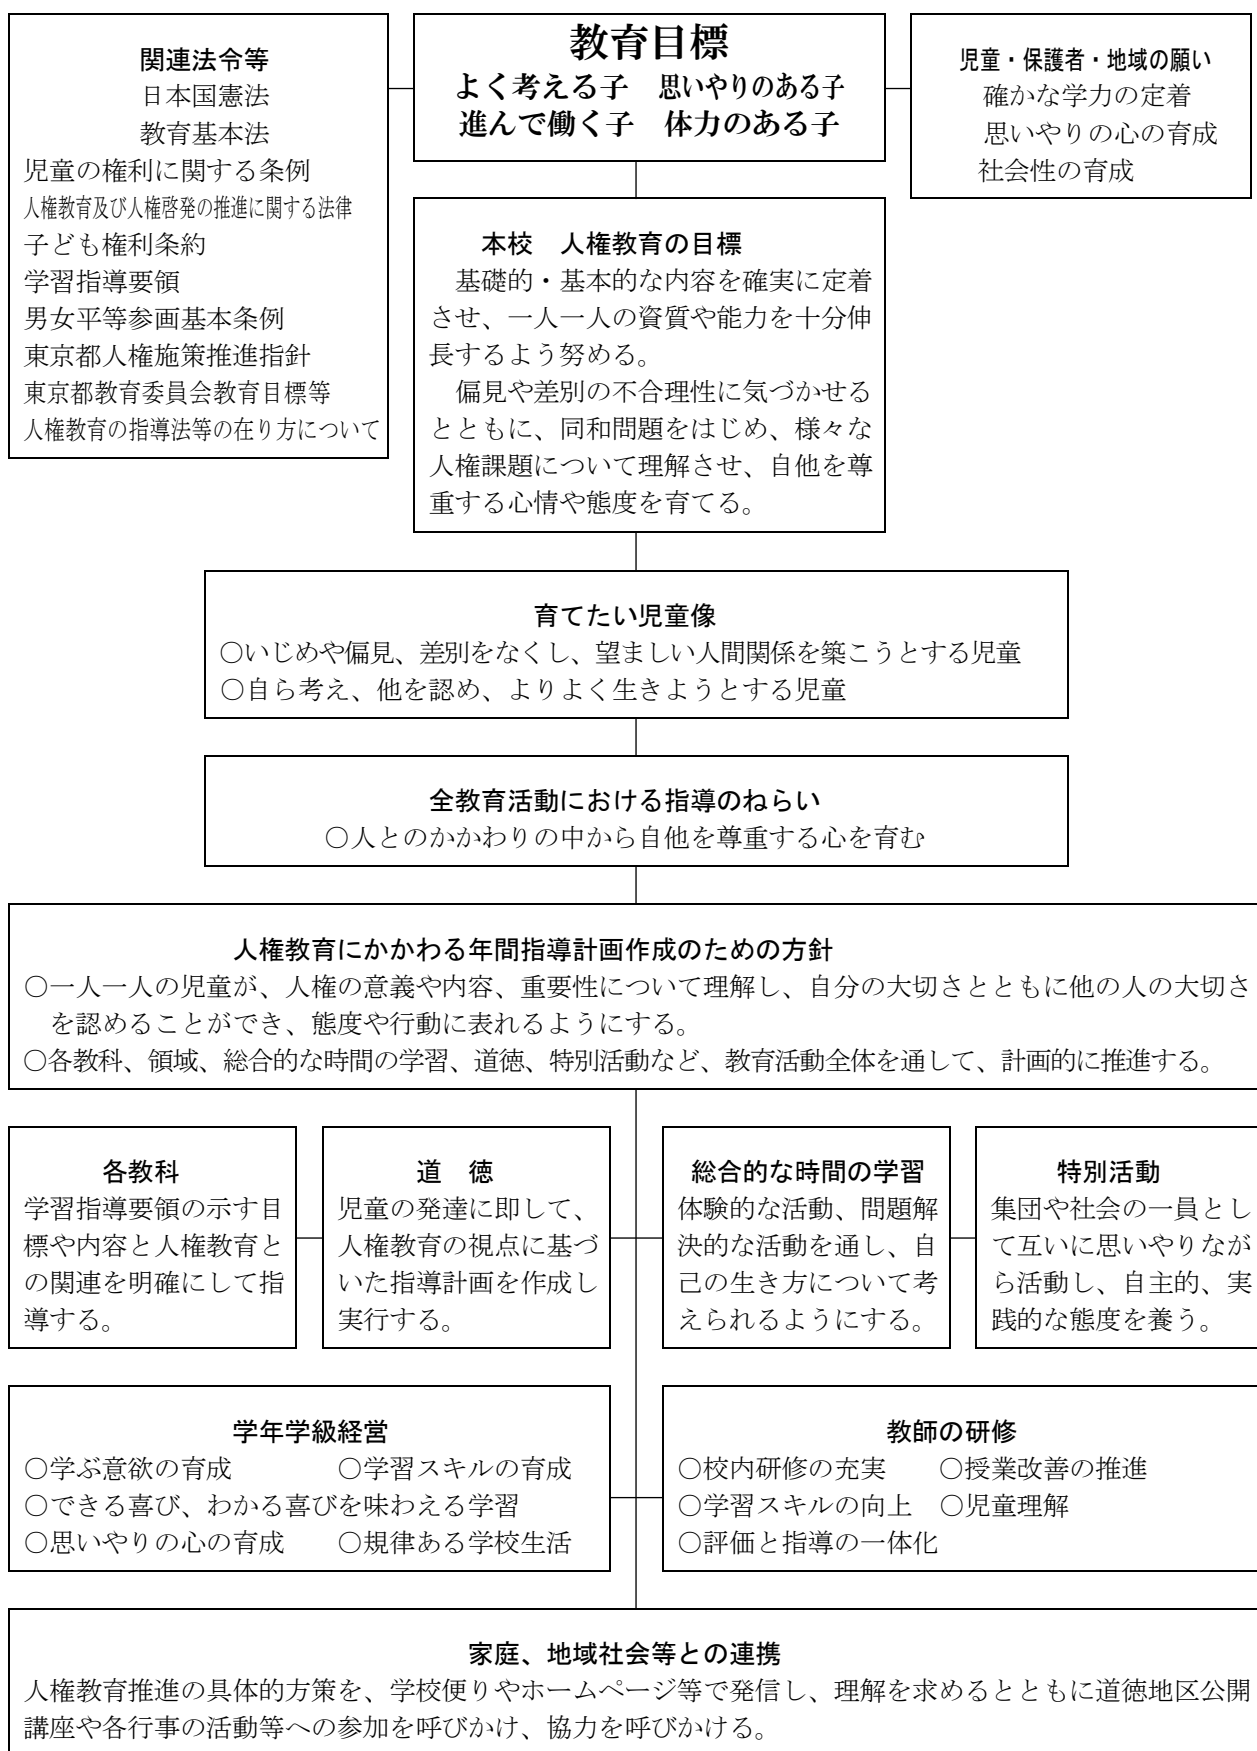 関連法令等
日本国憲法
教育基本法
児童の権利に関する条例
人権教育及び人権啓発の推進に関する法律
子ども権利条約
学習指導要領
男女平等参画基本条例
東京都人権施策推進指針
東京都教育委員会教育目標等
人権教育の指導法等の在り方について
教育目標
よく考える子　思いやりのある子
進んで働く子　体力のある子
児童・保護者・地域の願い
確かな学力の定着
思いやりの心の育成
社会性の育成
本校　人権教育の目標
基礎的・基本的な内容を確実に定着
させ、一人一人の資質や能力を十分伸
長するよう努める。
偏見や差別の不合理性に気づかせる
とともに、同和問題をはじめ、様々な
人権課題について理解させ、自他を尊
重する心情や態度を育てる。
育てたい児童像
○いじめや偏見、差別をなくし、望ましい人間関係を築こうとする児童
○自ら考え、他を認め、よりよく生きようとする児童
全教育活動における指導のねらい
○人とのかかわりの中から自他を尊重する心を育む
人権教育にかかわる年間指導計画作成のための方針
○一人一人の児童が、人権の意義や内容、重要性について理解し、自分の大切さとともに他の人の大切さ
を認めることができ、態度や行動に表れるようにする。
○各教科、領域、総合的な時間の学習、道徳、特別活動など、教育活動全体を通して、計画的に推進する。
各教科
学習指導要領の示す目
標や内容と人権教育と
の関連を明確にして指
導する。
道　徳
児童の発達に即して、
人権教育の視点に基づ
いた指導計画を作成し
実行する。
総合的な時間の学習
体験的な活動、問題解
決的な活動を通し、自
己の生き方について考
えられるようにする。
特別活動
集団や社会の一員とし
て互いに思いやりなが
ら活動し、自主的、実
践的な態度を養う。
学年学級経営
○学ぶ意欲の育成　○学習スキルの育成
○できる喜び、わかる喜びを味わえる学習
○思いやりの心の育成　○規律ある学校生活
教師の研修
○校内研修の充実　○授業改善の推進
○学習スキルの向上　○児童理解
○評価と指導の一体化
家庭、地域社会等との連携
人権教育推進の具体的方策を、学校便りやホームページ等で発信し、理解を求めるとともに道徳地区公開
講座や各行事の活動等への参加を呼びかけ、協力を呼びかける。